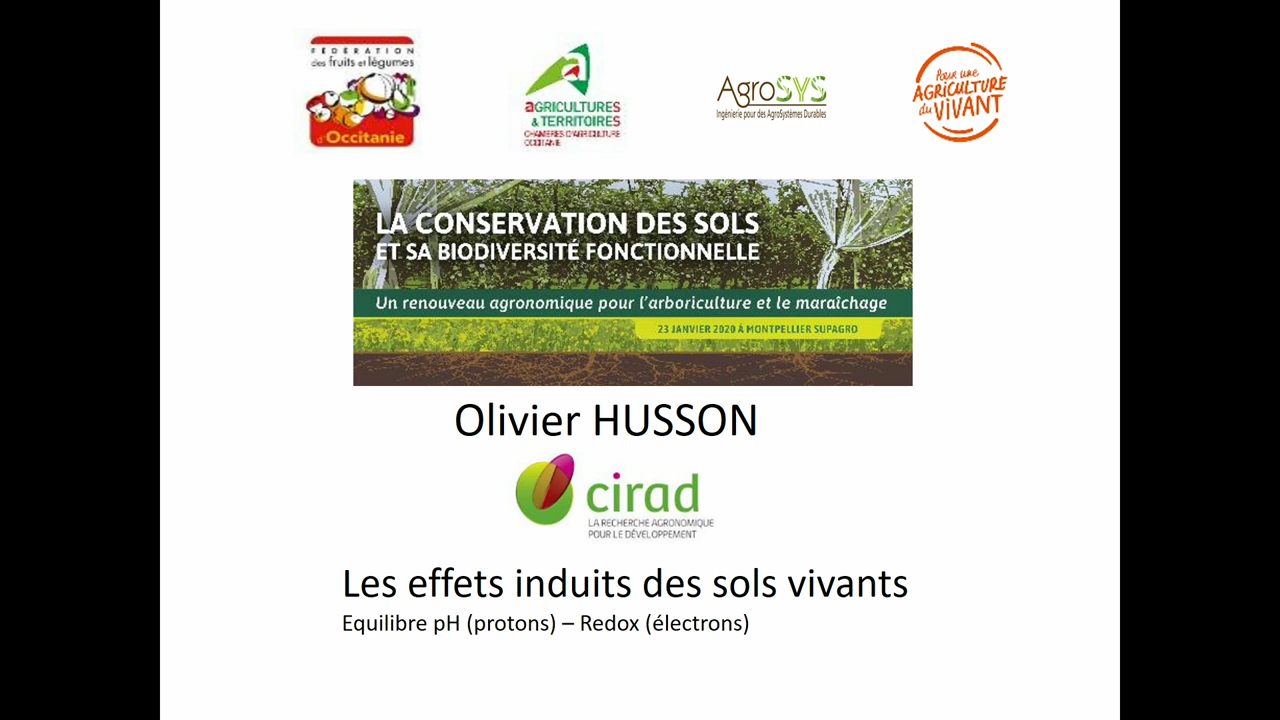 FÉDÉRATION
des fruits et légumes
d'Occitanie
AGRICULTURES
& TERRITOIRES
CHAMBRES D'AGRICULTURE
OCCITANIE
AgroSYS
Ingénierie pour des AgroSystèmes Durables
Pour une
AGRICULTURE
du VIVANT
LA CONSERVATION DES SOLS
ET SA BIODIVERSITÉ FONCTIONNELLE
Un renouveau agronomique pour l'arboriculture et le maraîchage
23 JANVIER 2020 À MONTPELLIER SUPAGRO
Olivier HUSSON
cirad
LA RECHERCHE AGRONOMIQUE
POUR LE DÉVELOPPEMENT
Les effets induits des sols vivants
Equilibre pH (protons) – Redox (électrons)